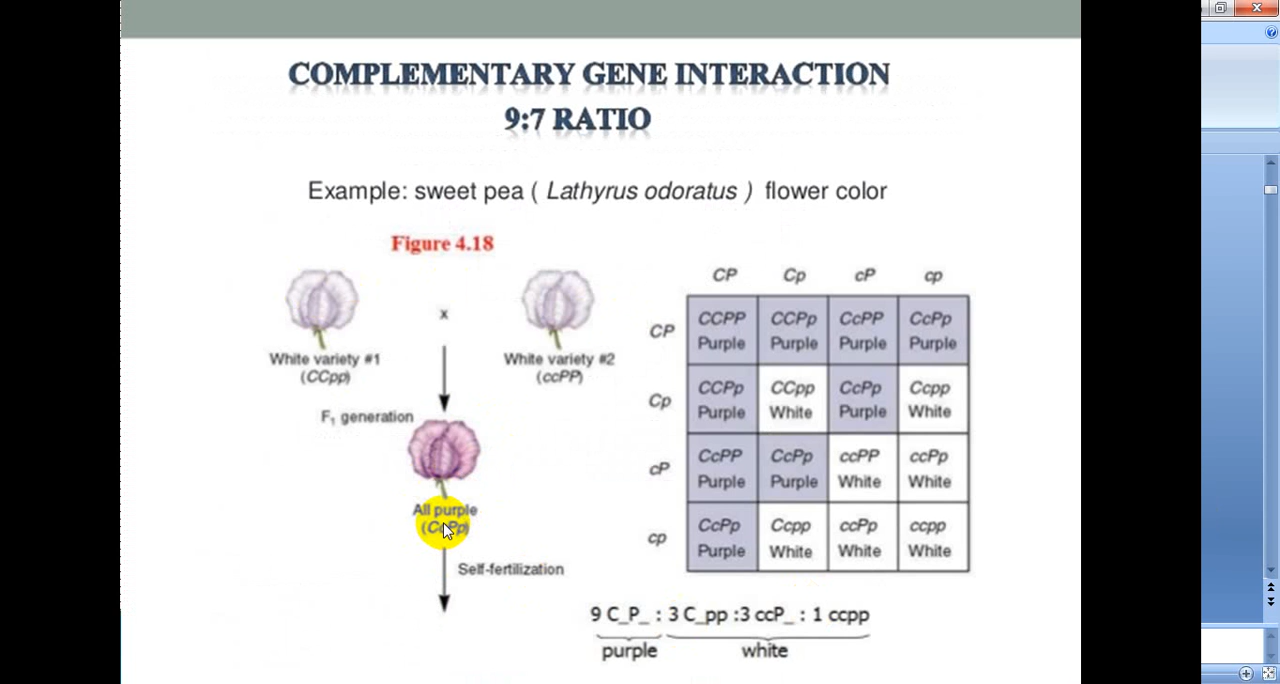 COMPLEMENTARY GENE INTERACTION
9:7 RATIO
Example: sweet pea ( Lathyrus odoratus ) flower color
Figure 4.18
x
White variety #1
(CCpp)
White variety #2
(ccPP)
F1 generation
All purple
(CcPp)
Self-fertilization
CP Cp cP cp
CP CCPP CCPp CcPP CcPp
Purple Purple Purple Purple
Cp CCPp CCpp CcPp Ccpp
Purple White Purple White
cP CcPP CcPp ccPP ccPp
Purple Purple White White
cp CcPp Ccpp ccPp ccpp
Purple White White White
9 C_P_ : 3 C_pp :3 ccP_ : 1 ccpp
purple white